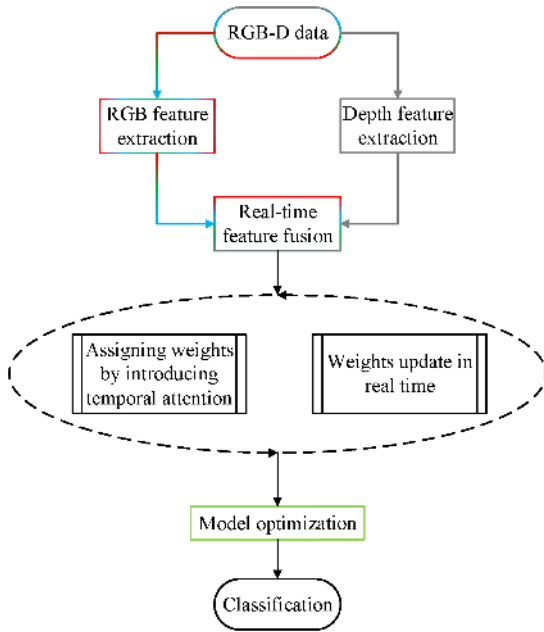 RGB-D data
RGB feature
extraction
Depth feature
extraction
Real-time
feature fusion
Assigning weights
by introducing
temporal attention
Weights update in
real time
Model optimization
Classification